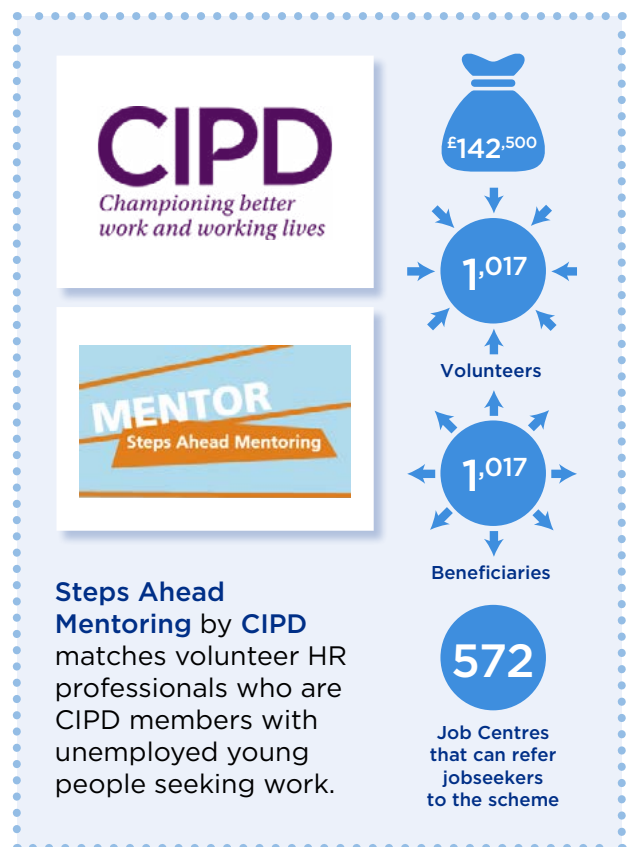 CIPD
Championing better
work and working lives
MENTOR
Steps Ahead Mentoring
Steps Ahead
Mentoring by CIPD
matches volunteer HR
professionals who are
CIPD members with
unemployed young
people seeking work.
£142,500
1,017
Volunteers
1,017
Beneficiaries
572
Job Centres
that can refer
jobseekers
to the scheme